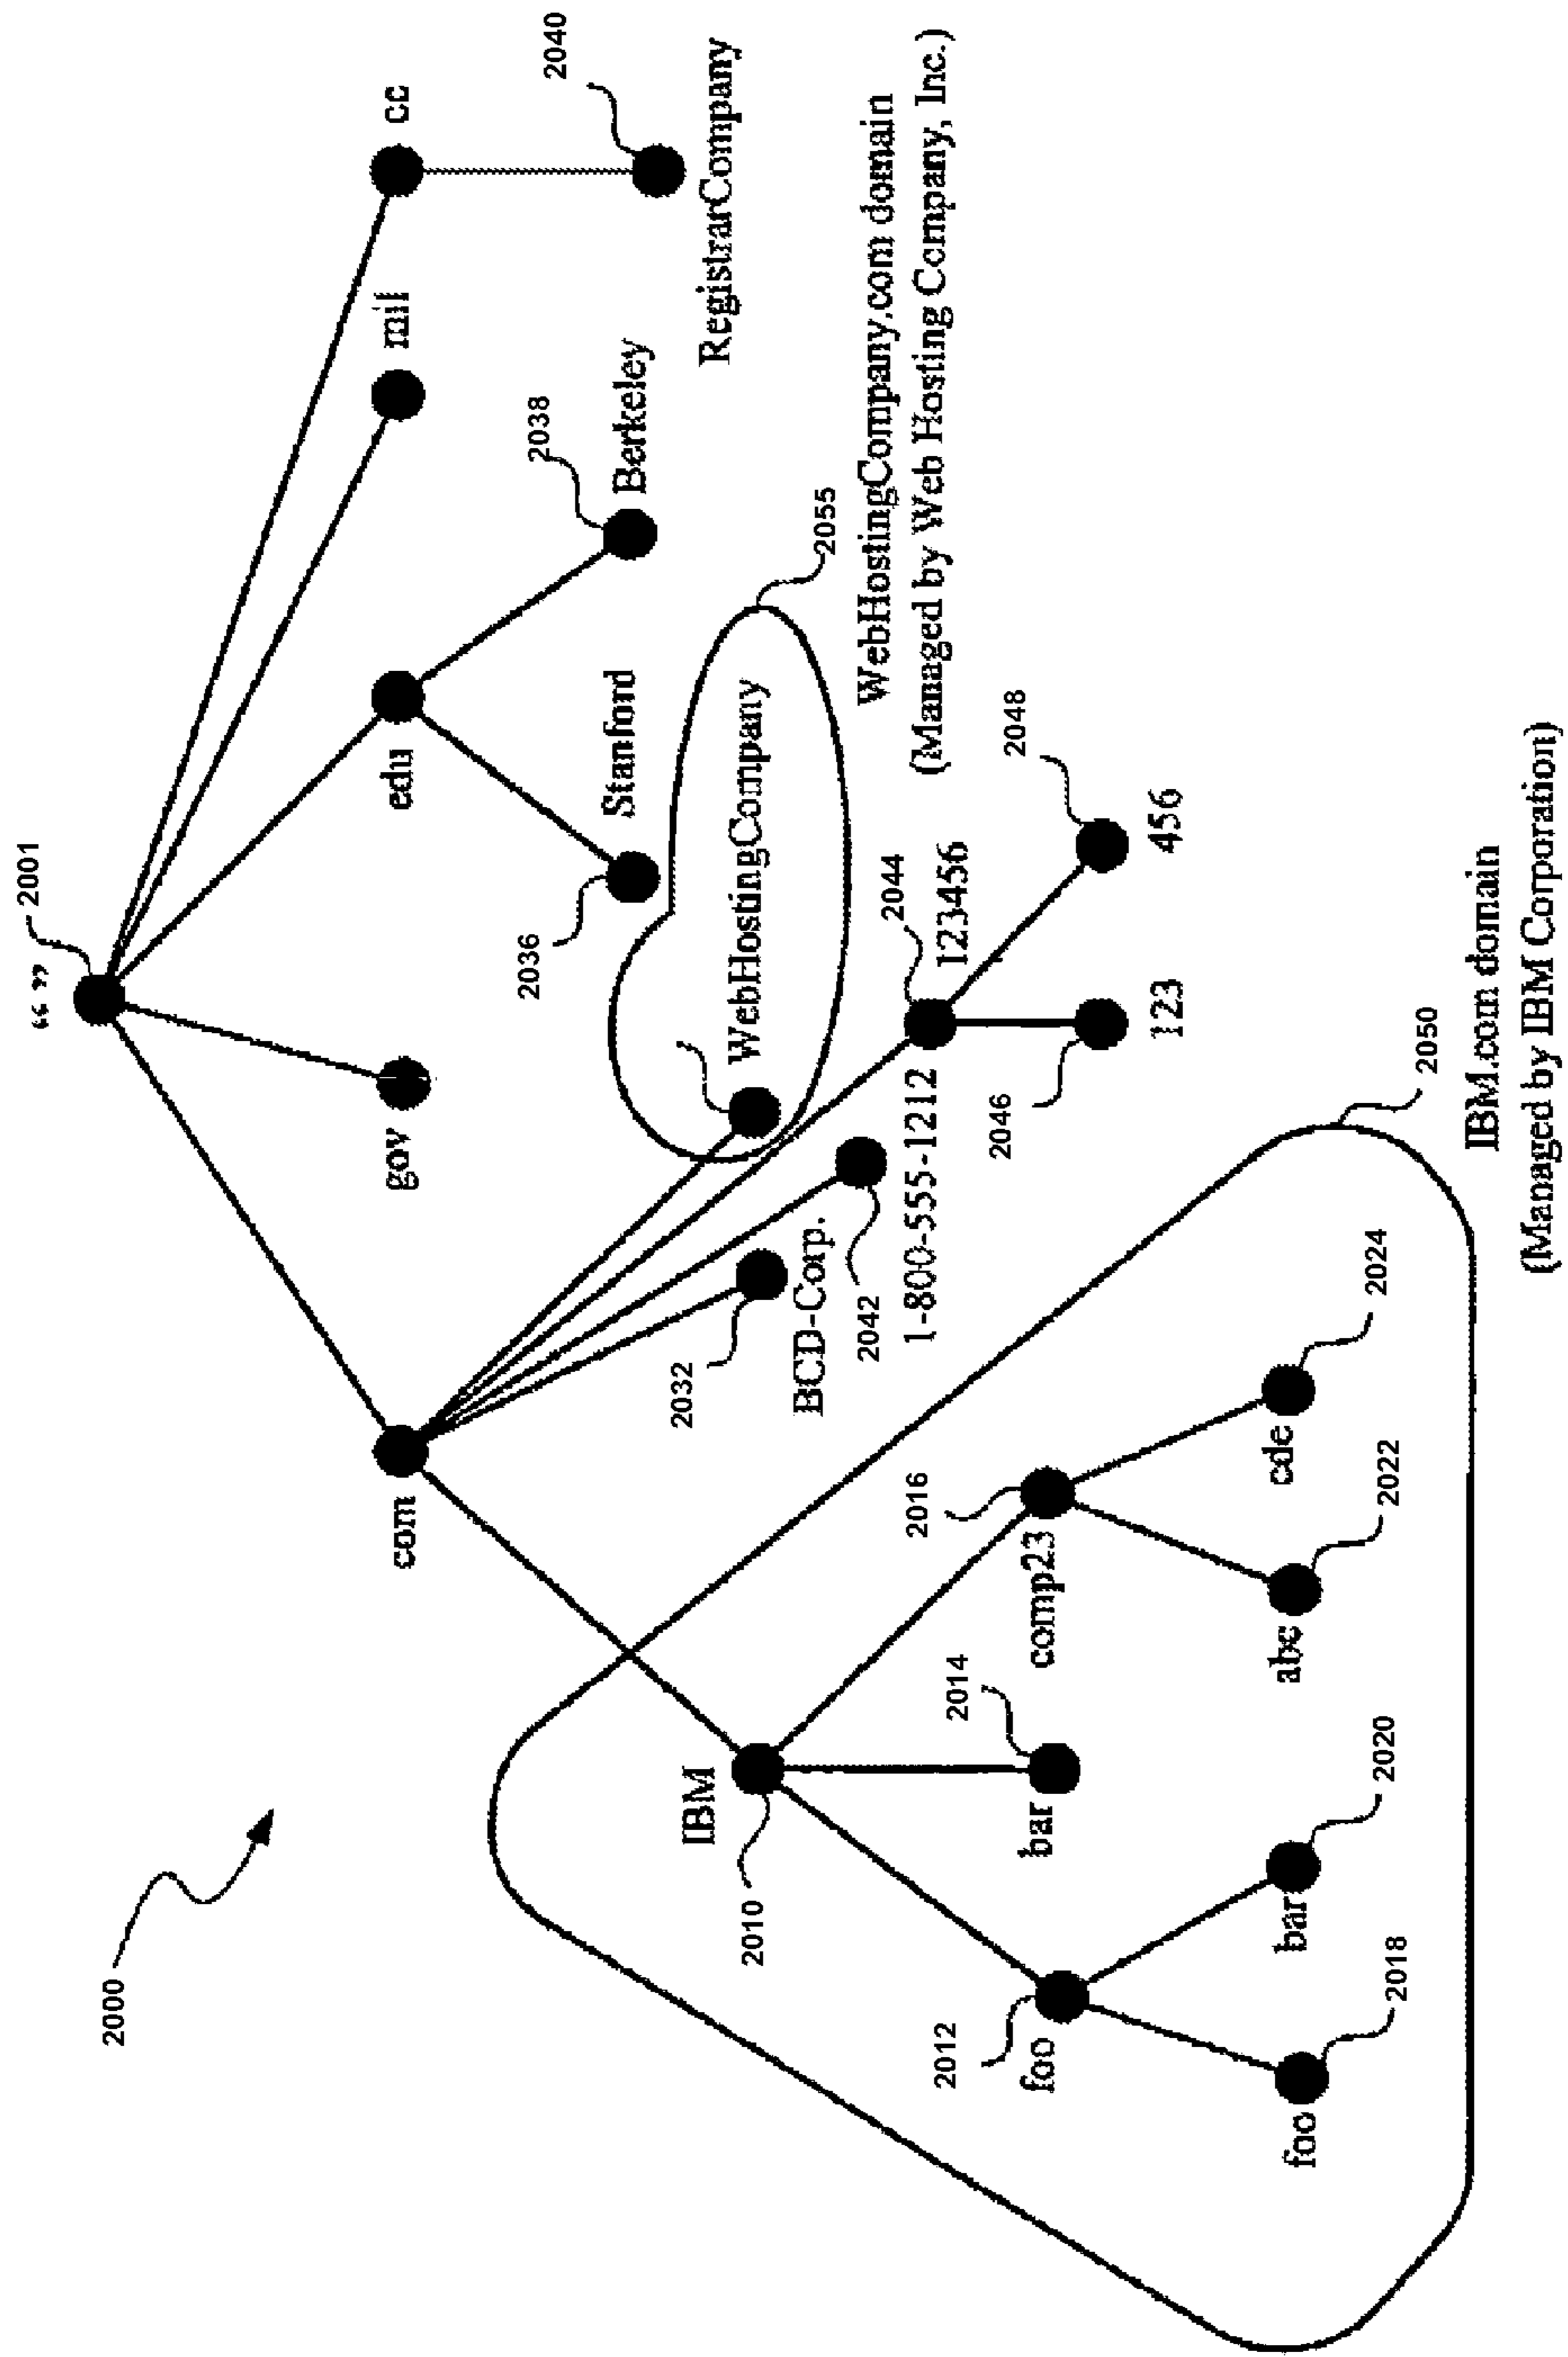 2000
“ ”
2001
com
gov
edu
mil
cc
2032
BCD-Corp.
2042
1-800-555-1212
WebHostingCompany
2055
2036
Stanford
2038
Berkeley
2040
RegistrarCompany
WebHostingCompany.com domain
(Managed by Web Hosting Company, Inc.)
2044
123456
2046
123
2048
456
IBM
2010
2012
foo
2014
bar
2016
comp23
foo
2018
bar
2020
abc
2022
cde
2024
2050
IBM.com domain
(Managed by IBM Corporation)